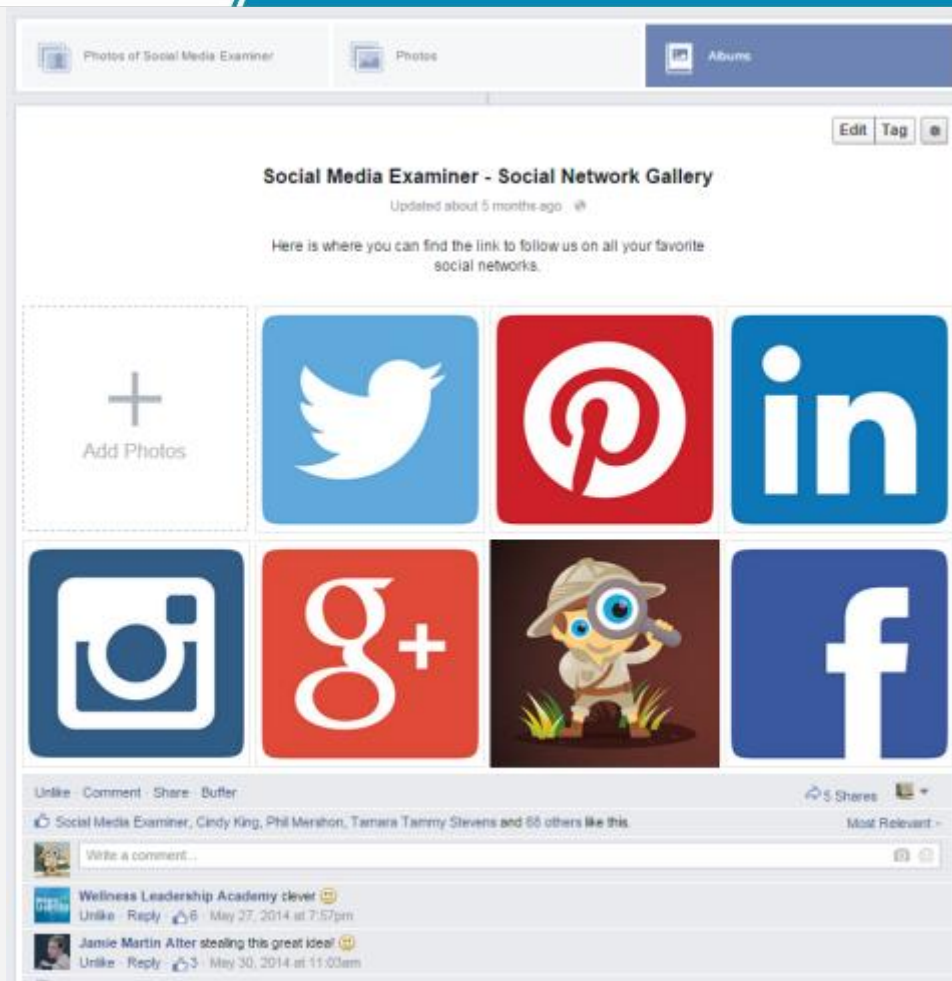 Photos of Social Media Examiner
Photos
Albums
Edit Tag
Social Media Examiner - Social Network Gallery
Updated about 5 months ago
Here is where you can find the link to follow us on all your favorite
social networks.
Add Photos
in
g+
f
Unlike · Comment · Share · Buffer
5 Shares
Social Media Examiner, Cindy King, Phil Mershon, Tamara Tammy Stevens and 66 others like this.
Most Relevant
Write a comment...
Wellness Leadership Academy clever
Unlike · Reply · 6 · May 27, 2014 at 7:57pm
Jamie Martin Alter stealing this great idea!
Unlike · Reply · 3 · May 30, 2014 at 11:03am